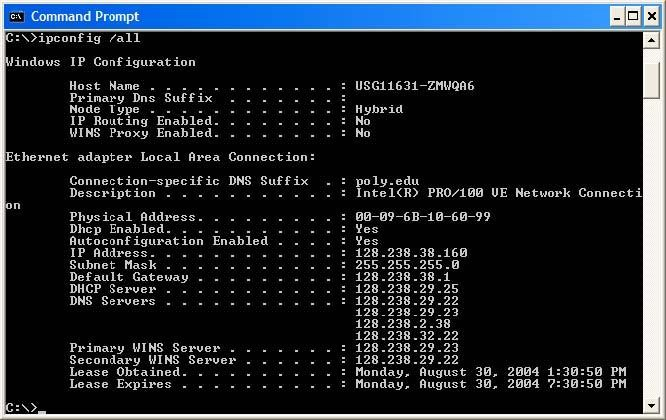 Command Prompt
C:\>ipconfig /all
Windows IP Configuration
Host Name . . . . . . . . . . . . : USG11631-ZMWQA6
Primary Dns Suffix . . . . . . . :
Node Type . . . . . . . . . . . . : Hybrid
IP Routing Enabled. . . . . . . . : No
WINS Proxy Enabled. . . . . . . . : No
Ethernet adapter Local Area Connection:
Connection-specific DNS Suffix . : poly.edu
Description . . . . . . . . . . . : Intel(R) PRO/100 VE Network Connecti
on
Physical Address. . . . . . . . . : 00-09-6B-10-60-99
Dhcp Enabled. . . . . . . . . . . : Yes
Autoconfiguration Enabled . . . . : Yes
IP Address. . . . . . . . . . . . : 128.238.38.160
Subnet Mask . . . . . . . . . . . : 255.255.255.0
Default Gateway . . . . . . . . . : 128.238.38.1
DHCP Server . . . . . . . . . . . : 128.238.29.25
DNS Servers . . . . . . . . . . . : 128.238.29.22
128.238.29.23
128.238.2.38
128.238.32.22
Primary WINS Server . . . . . . . : 128.238.29.23
Secondary WINS Server . . . . . . : 128.238.29.22
Lease Obtained. . . . . . . . . . : Monday, August 30, 2004 1:30:50 PM
Lease Expires . . . . . . . . . . : Monday, August 30, 2004 7:30:50 PM
C:\>_